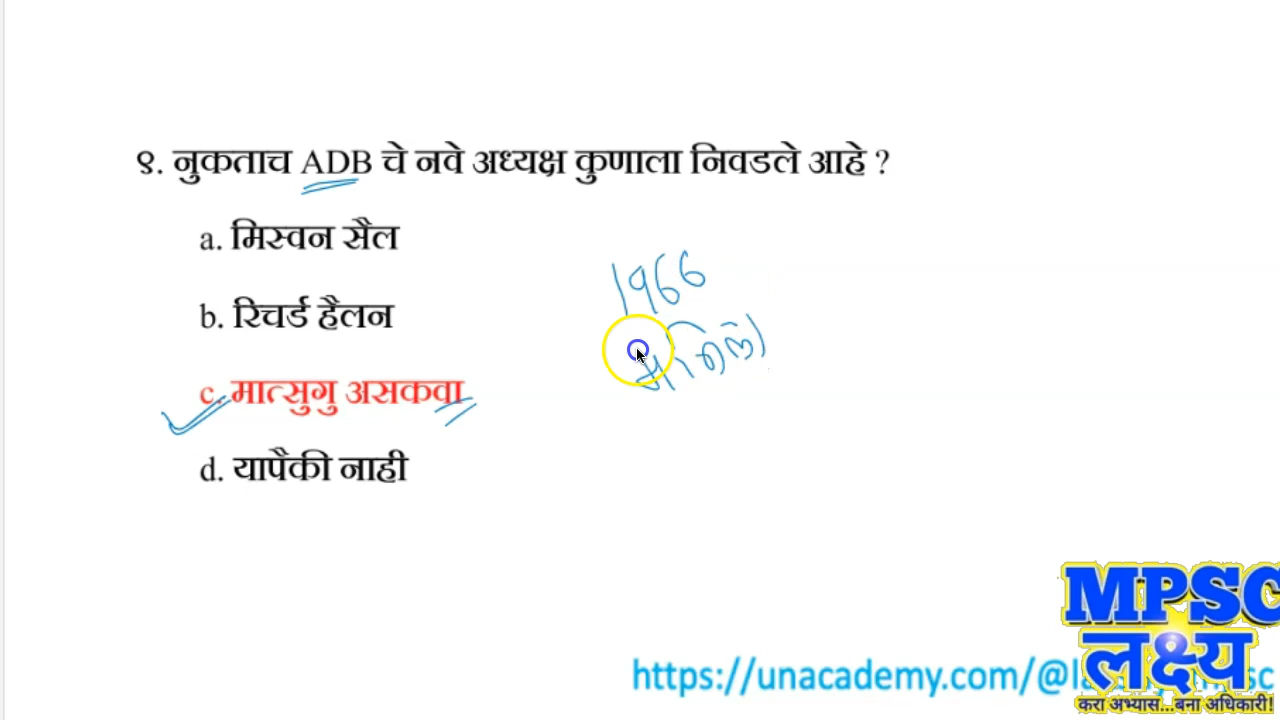 ९. नुकताच ADB चे नवे अध्यक्ष कुणाला निवडले आहे ?
a. मिस्वन सैल
b. रिचर्ड हैलन
c. मात्सुगु असकवा
d. यापैकी नाही
1966
MPSC
लक्ष्य
करा अभ्यास...बना अधिकारी!
https://unacademy.com/@la